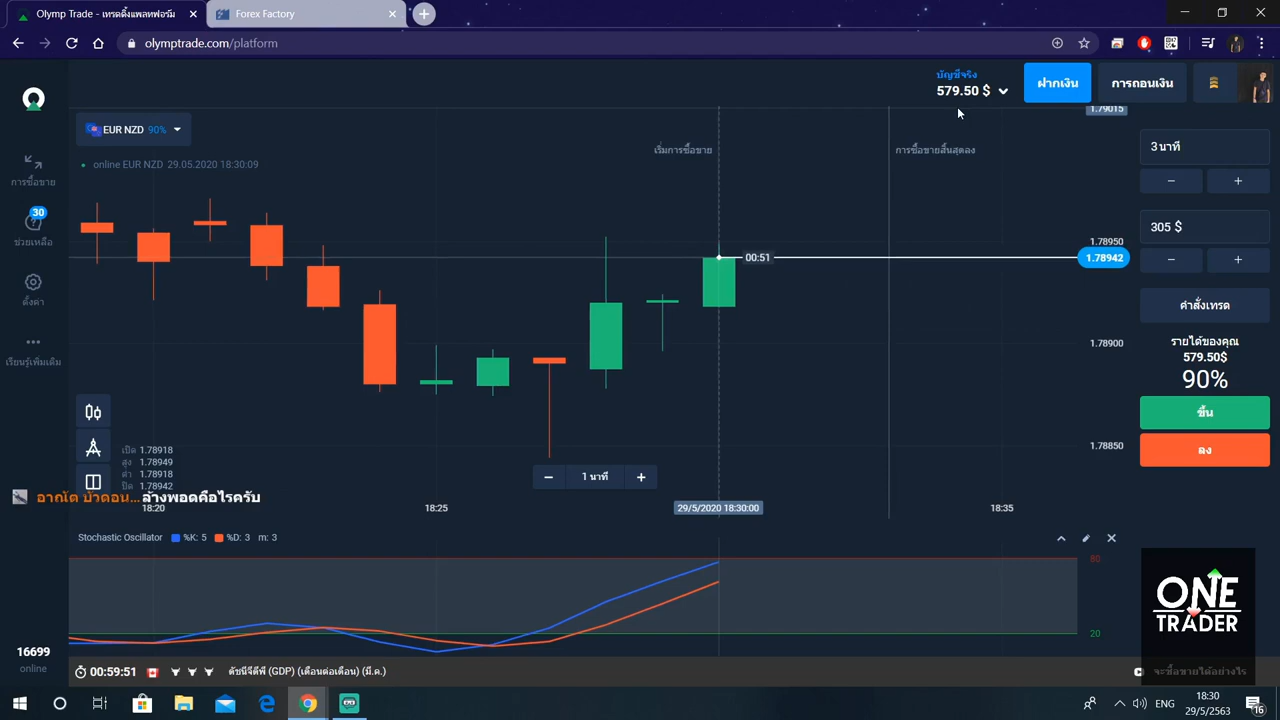 Olymp Trade - เทรดดิ้งแพลทฟอร์ม
Forex Factory
olymptrade.com/platform
บัญชีจริง
579.50 $
ฝากเงิน
การถอนเงิน
EUR NZD 90%
online EUR NZD 29.05.2020 18:30:09
เริ่มการซื้อขาย
การซื้อขายสิ้นสุดลง
1.79015
การซื้อขาย
30
ช่วยเหลือ
ตั้งค่า
เรียนรู้เพิ่มเติม
3 นาที
305 $
คำสั่งเทรด
รายได้ของคุณ
579.50$
90%
ขึ้น
ลง
00:51
1.78950
1.78942
1.78900
1.78850
เปิด 1.78918
สูง 1.78949
ต่ำ 1.78918
ปิด 1.78942
1 นาที
อากโต บัวดอน...ล้างพอตคือไรครับ
18:20
18:25
29/5/2020 18:30:00
18:35
Stochastic Oscillator %K: 5 %D: 3 m: 3
80
20
ONE
TRADER
16699
online
00:59:51
ดัชนีจีดีพี (GDP) (เดือนต่อเดือน) (มี.ค.)
จะซื้อขายได้อย่างไร
ENG
18:30
29/5/2563
16